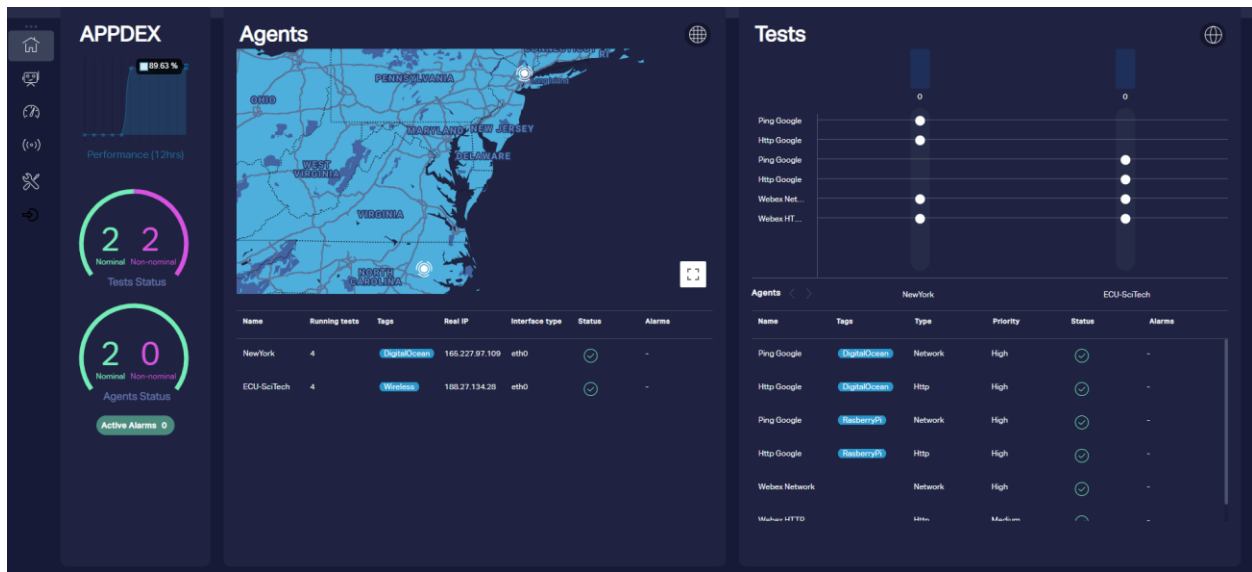 APPDEX
89.63 %
Performance (12hrs)
2 2
Nominal Non-nominal
Tests Status
2 0
Nominal Non-nominal
Agents Status
Active Alarms 0
Agents
RI
PENNSYLVANIA
OHIO
MARYLAND NEW JERSEY
DELAWARE
WEST
VIRGINIA
VIRGINIA
NORTH
CAROLINA
Name Running tests Tags Real IP Interface type Status Alarms
NewYork 4 DigitalOcean 165.227.97.109 eth0 -
ECU-SciTech 4 Wireless 188.27.134.28 eth0 -
Tests
0 0
Ping Google
Http Google
Ping Google
Http Google
Webex Net...
Webex HT...
Agents NewYork ECU-SciTech
Name Tags Type Priority Status Alarms
Ping Google DigitalOcean Network High -
Http Google DigitalOcean Http High -
Ping Google RasberryPi Network High -
Http Google RasberryPi Http High -
Webex Network Network High -
Webex HTTP Http Medium -